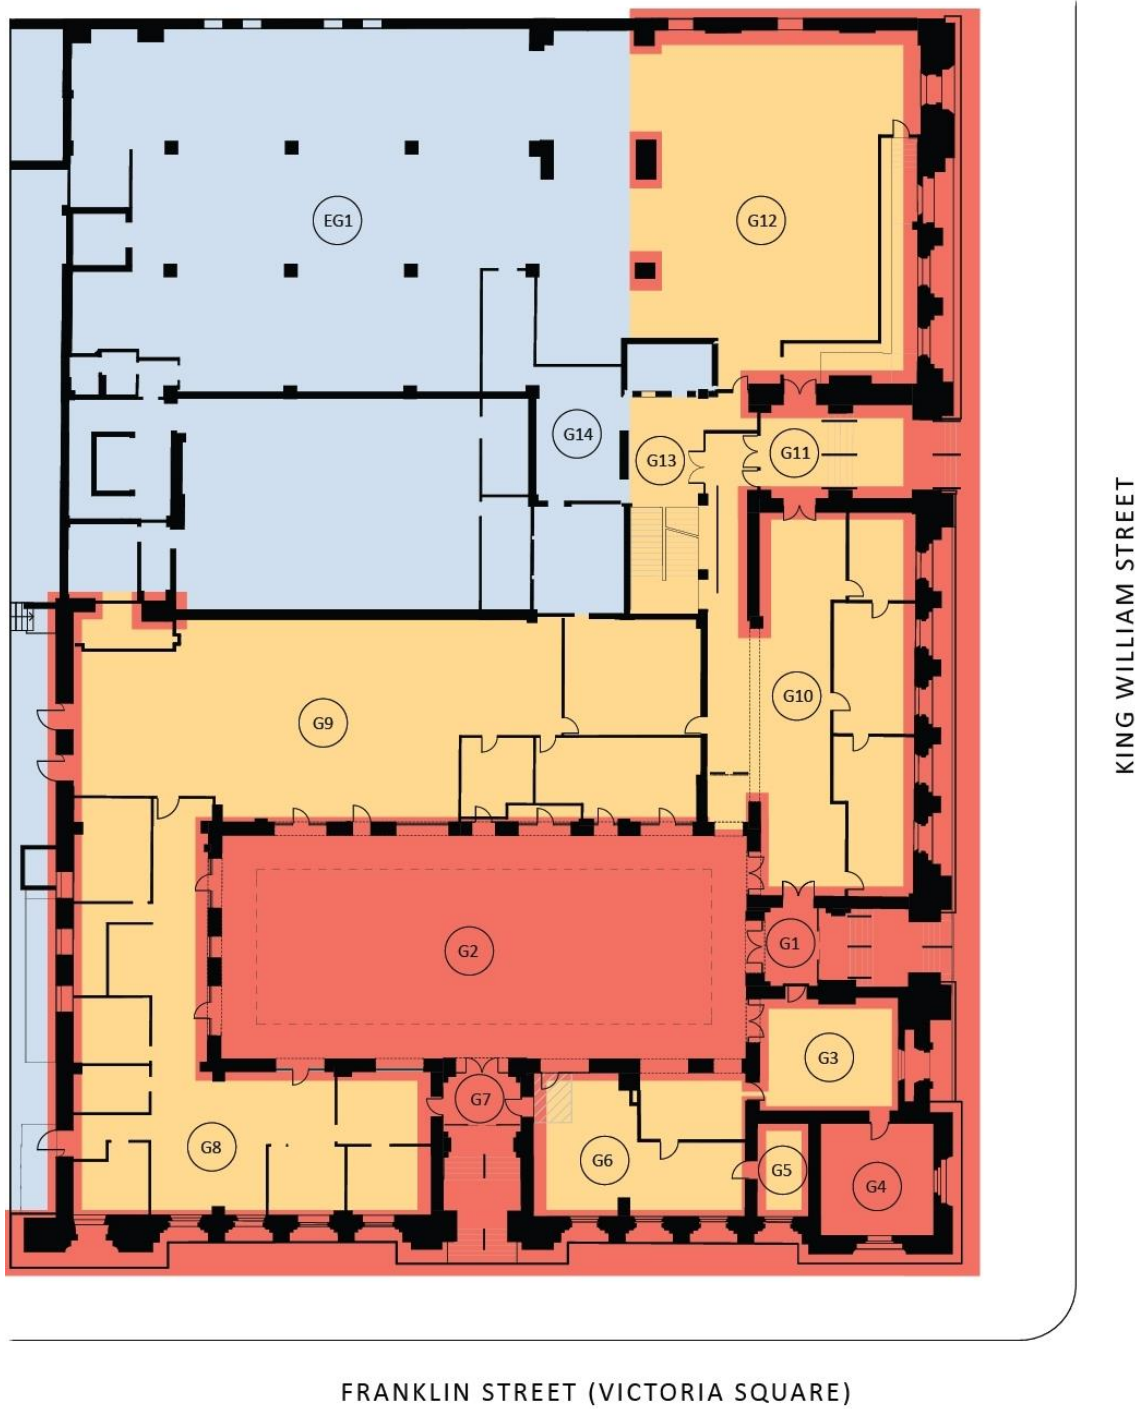 EG1
G12
G14
G13
G11
G10
G9
G2
G1
G3
G7
G8
G6
G5
G4
KING WILLIAM STREET
FRANKLIN STREET (VICTORIA SQUARE)